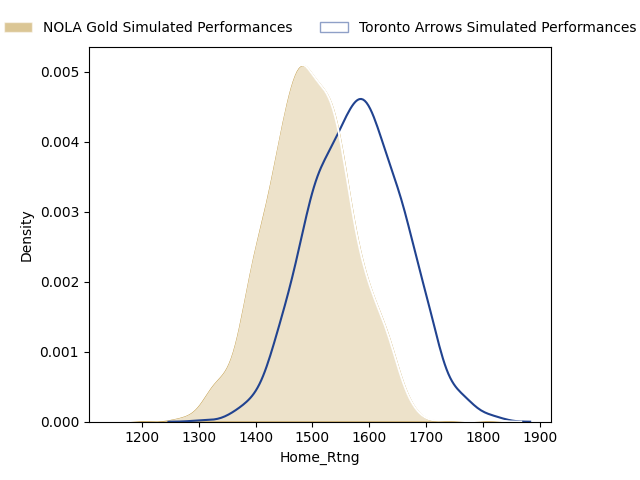 NOLA Gold Simulated Performances
Toronto Arrows Simulated Performances
0.005
0.004
0.003
0.002
0.001
0.000
Density
1200 1300 1400 1500 1600 1700 1800 1900
Home_Rtng